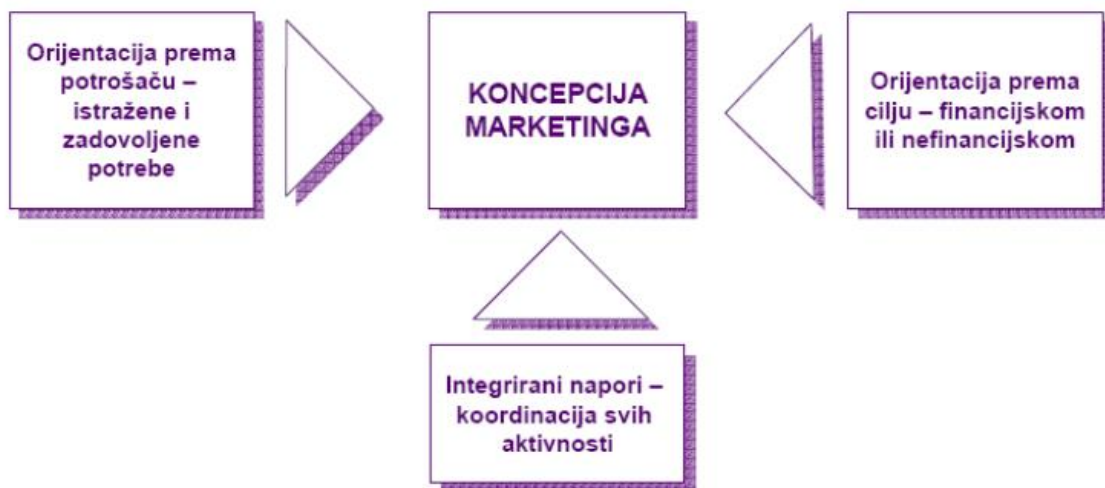 Orijentacija prema
potrošaču –
istražene i
zadovoljene
potrebe
KONCEPCIJA
MARKETINGA
Orijentacija prema
cilju – financijskom
ili nefinancijskom
Integrirani napori –
koordinacija svih
aktivnosti